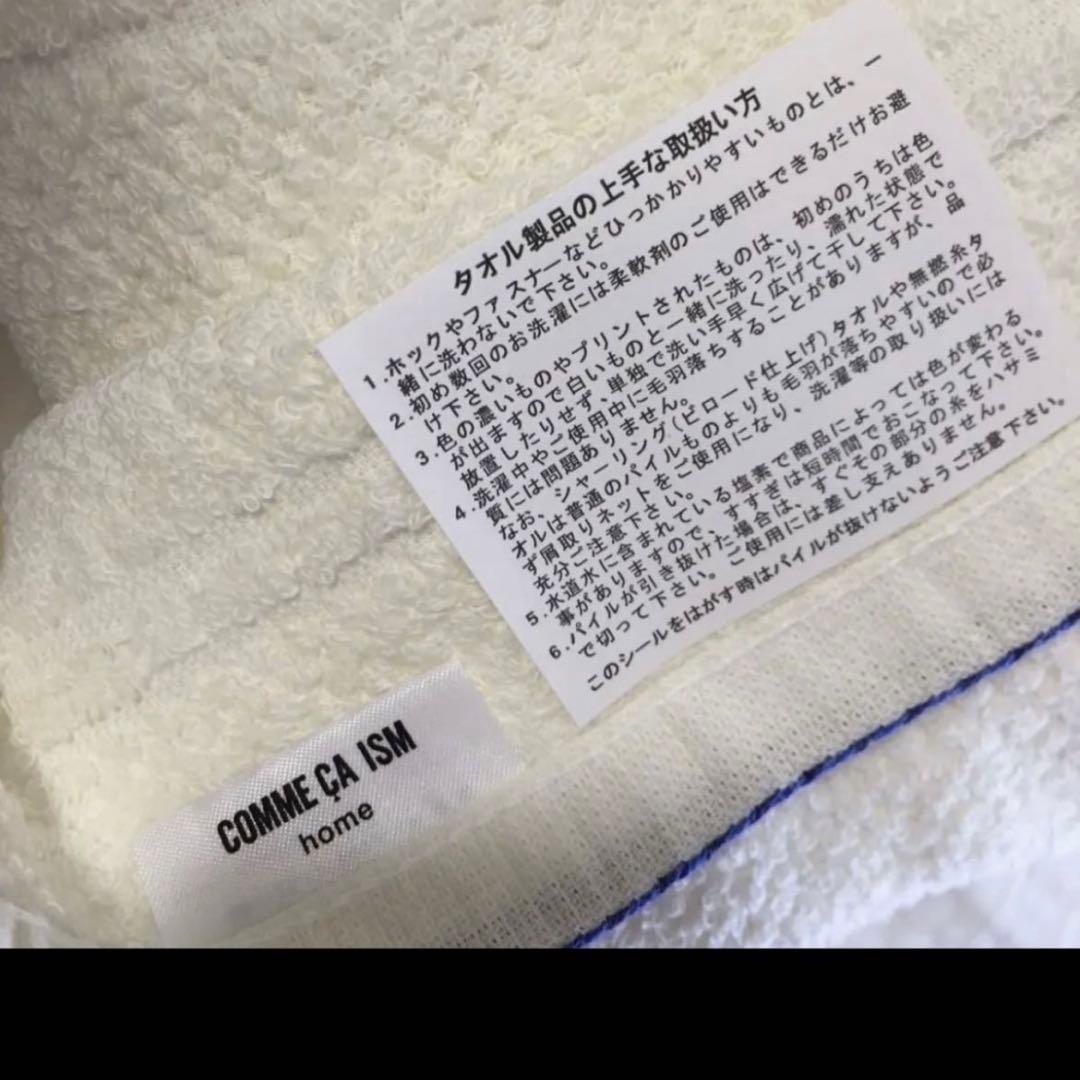 タオル製品の上手な取扱い方
1.ホックやファスナーなどひっかかりやすいものとは、一
緒に洗わないで下さい。
2.初め数回のお洗濯には柔軟剤のご使用はできるだけお避
け下さい。
3.色の濃いものやプリントされたものは、初めのうちは色
が出ますので白いものと一緒に洗ったり、濡れた状態で
放置したりせず、単独で洗い手早く広げて干して下さい。
4.洗濯中やご使用中に毛羽落ちすることがありますが、品
質には問題ありません。
なお、シャーリング(ビロード仕上げ)タオルや無撚糸タ
オルは普通のパイルものよりも毛羽が落ちやすいので必
ず屑取りネットをご使用になり、洗濯等の取り扱いには
充分ご注意下さい。
5.水道水に含まれている塩素で商品によっては色が変わる
事がありますので、すすぎは短時間でおこなって下さい。
6.パイルが引き抜けた場合は、すぐその部分の糸をハサミ
で切って下さい。ご使用には差し支えありません。
このシールをはがす時はパイルが抜けないようご注意下さい。
COMME ÇA ISM
home